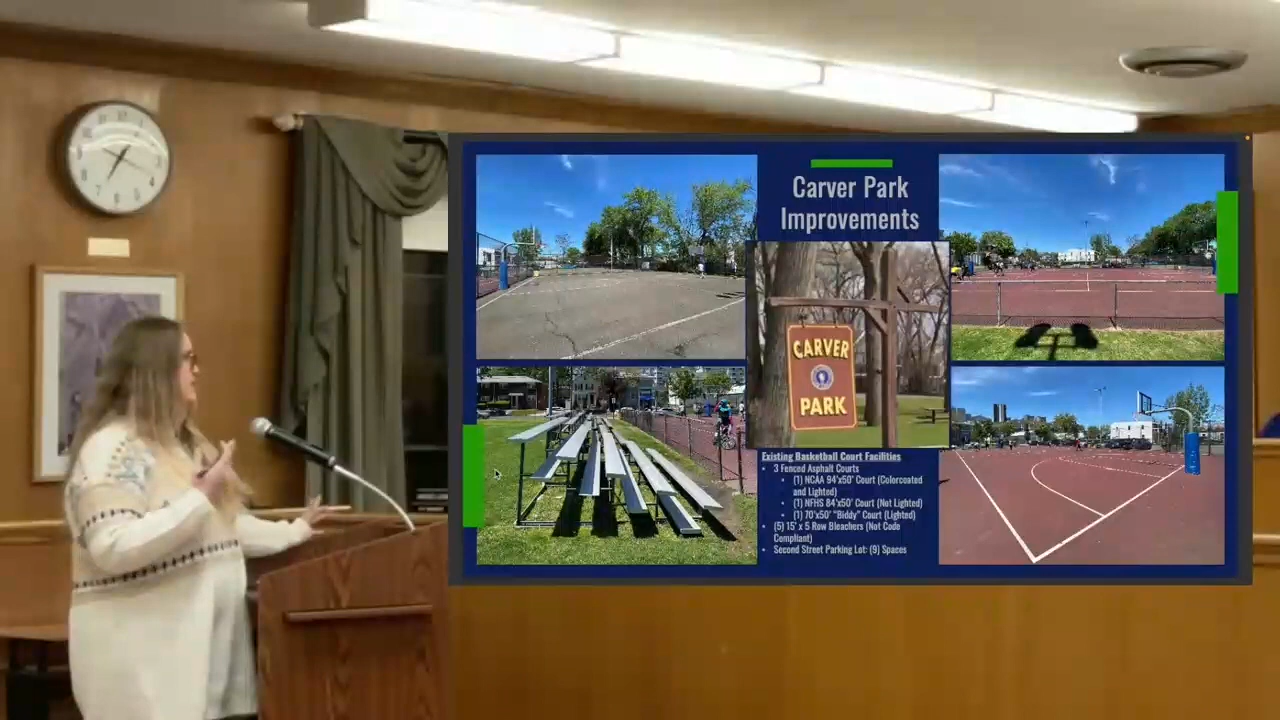 Carver Park
Improvements
CARVER
PARK
Existing Basketball Court Facilities
• 3 Fenced Asphalt Courts
• (1) NCAA 94'x50' Court (Colorcoated
and Lighted)
• (1) NFHS 84'x50' Court (Not Lighted)
• (1) 70'x50' "Biddy" Court (Lighted)
• (5) 15' x 5 Row Bleachers (Not Code
Compliant)
• Second Street Parking Lot: (9) Spaces